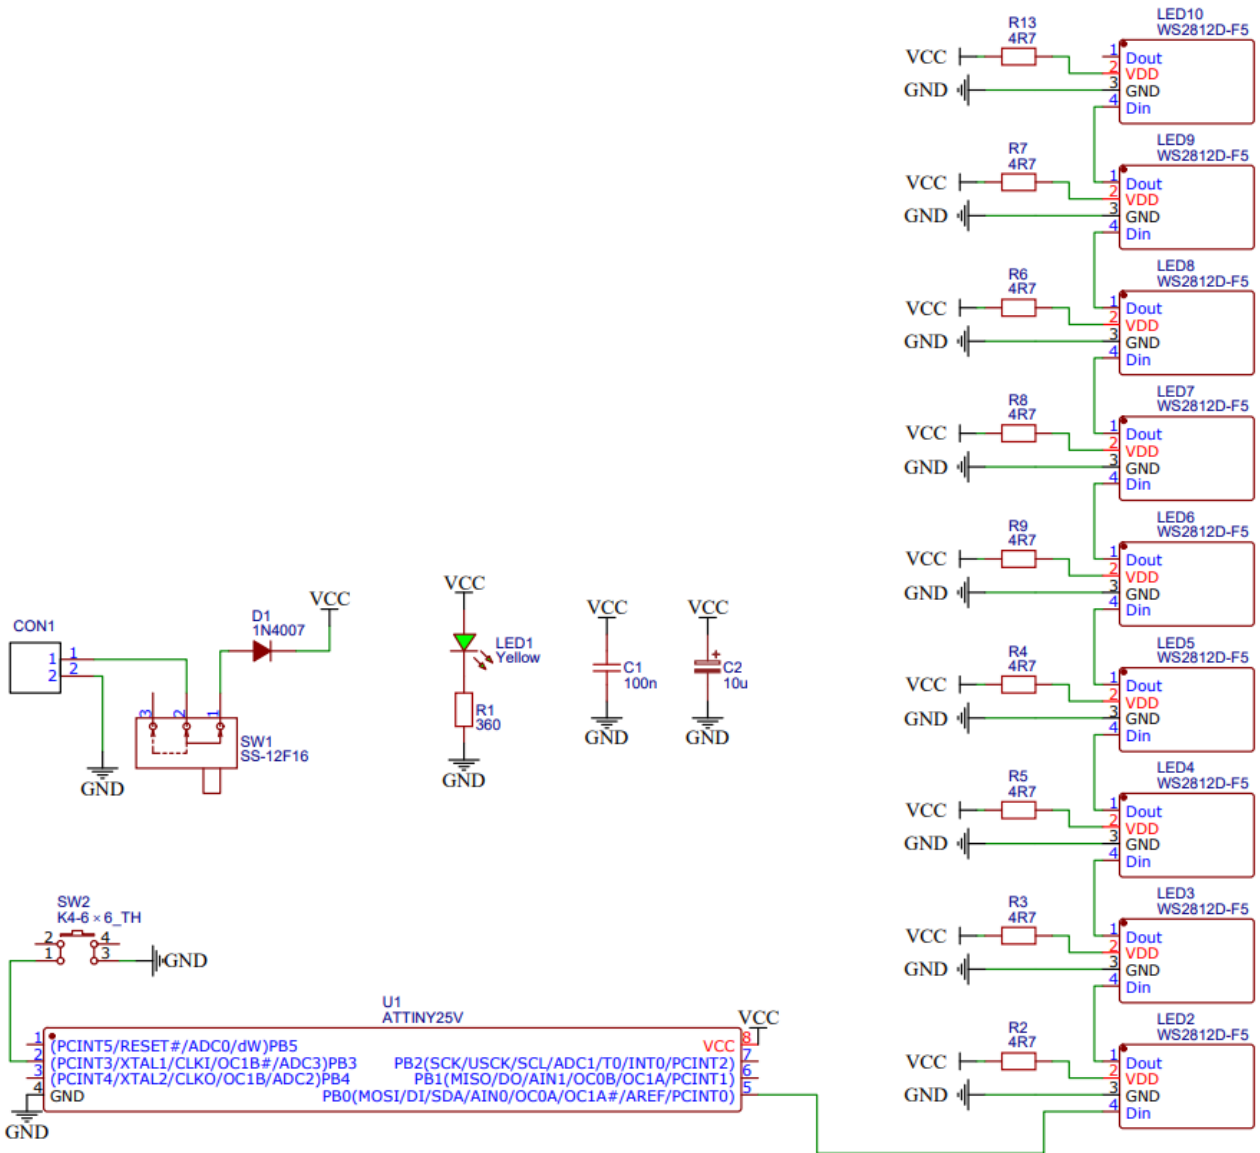 LED10
WS2812D-F5
R13
4R7
VCC
GND
1
2
3
4
Dout
VDD
GND
Din
LED9
WS2812D-F5
R7
4R7
VCC
GND
1
2
3
4
Dout
VDD
GND
Din
LED8
WS2812D-F5
R6
4R7
VCC
GND
1
2
3
4
Dout
VDD
GND
Din
LED7
WS2812D-F5
R8
4R7
VCC
GND
1
2
3
4
Dout
VDD
GND
Din
LED6
WS2812D-F5
R9
4R7
VCC
GND
1
2
3
4
Dout
VDD
GND
Din
LED5
WS2812D-F5
R4
4R7
VCC
GND
1
2
3
4
Dout
VDD
GND
Din
LED4
WS2812D-F5
R5
4R7
VCC
GND
1
2
3
4
Dout
VDD
GND
Din
LED3
WS2812D-F5
R3
4R7
VCC
GND
1
2
3
4
Dout
VDD
GND
Din
LED2
WS2812D-F5
R2
4R7
VCC
GND
1
2
3
4
Dout
VDD
GND
Din
CON1
1 1
2 2
GND
D1
1N4007
VCC
3 2 1
SW1
SS-12F16
VCC
LED1
Yellow
R1
360
GND
VCC
C1
100n
GND
VCC
+
C2
10u
GND
SW2
K4-6×6_TH
2 4
1 3
GND
U1
ATTINY25V
VCC
1 (PCINT5/RESET#/ADC0/dW)PB5
2 (PCINT3/XTAL1/CLKI/OC1B#/ADC3)PB3
3 (PCINT4/XTAL2/CLKO/OC1B/ADC2)PB4
4 GND
VCC 8
PB2(SCK/USCK/SCL/ADC1/T0/INT0/PCINT2) 7
PB1(MISO/DO/AIN1/OC0B/OC1A/PCINT1) 6
PB0(MOSI/DI/SDA/AIN0/OC0A/OC1A#/AREF/PCINT0) 5
GND